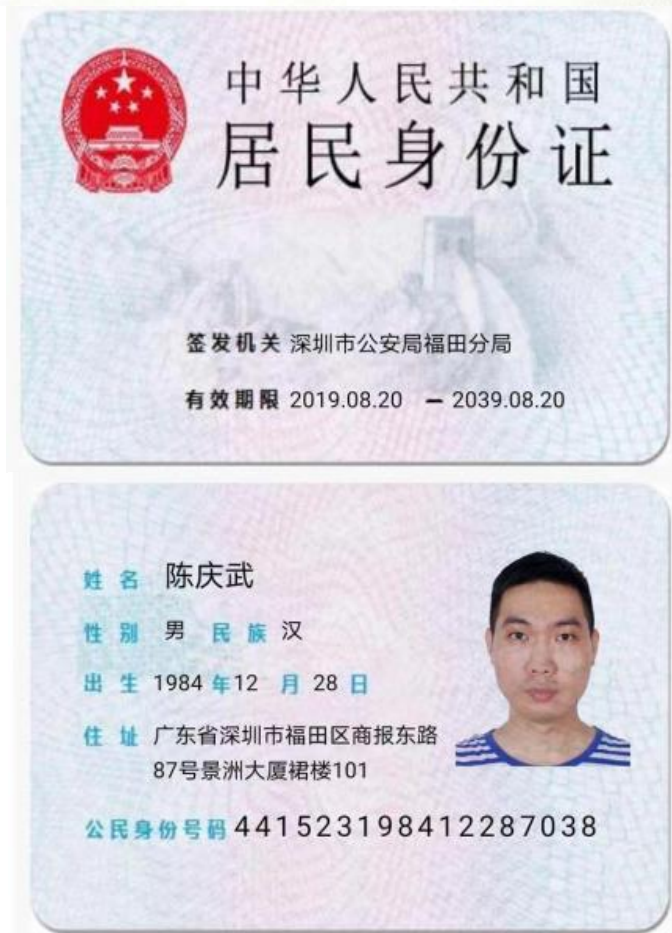 中华人民共和国
居民身份证
签发机关 深圳市公安局福田分局
有效期限 2019.08.20 — 2039.08.20
姓名 陈庆武
性别 男 民族 汉
出生 1984 年 12 月 28 日
住址 广东省深圳市福田区商报东路
87号景洲大厦裙楼101
公民身份号码 441523198412287038